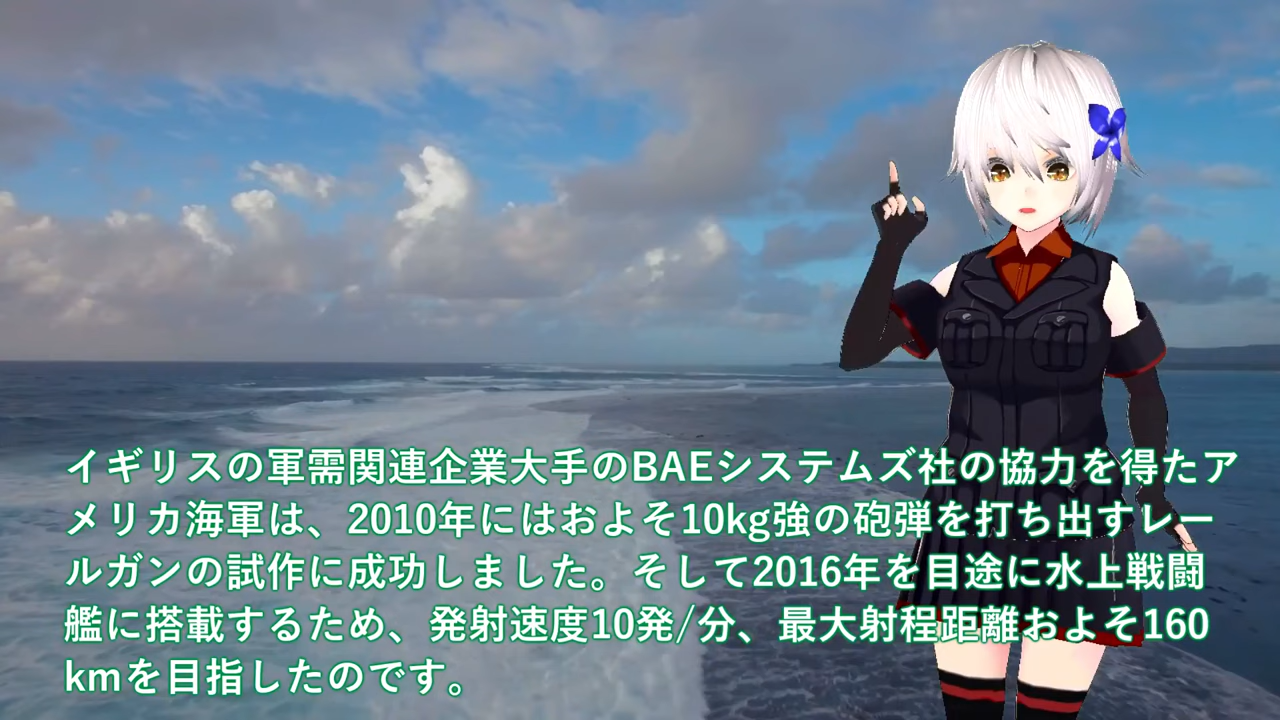 イギリスの軍需関連企業大手のBAEシステムズ社の協力を得たア
メリカ海軍は、2010年にはおよそ10kg強の砲弾を打ち出すレー
ルガンの試作に成功しました。そして2016年を目途に水上戦闘
艦に搭載するため、発射速度10発/分、最大射程距離およそ160
kmを目指したのです。